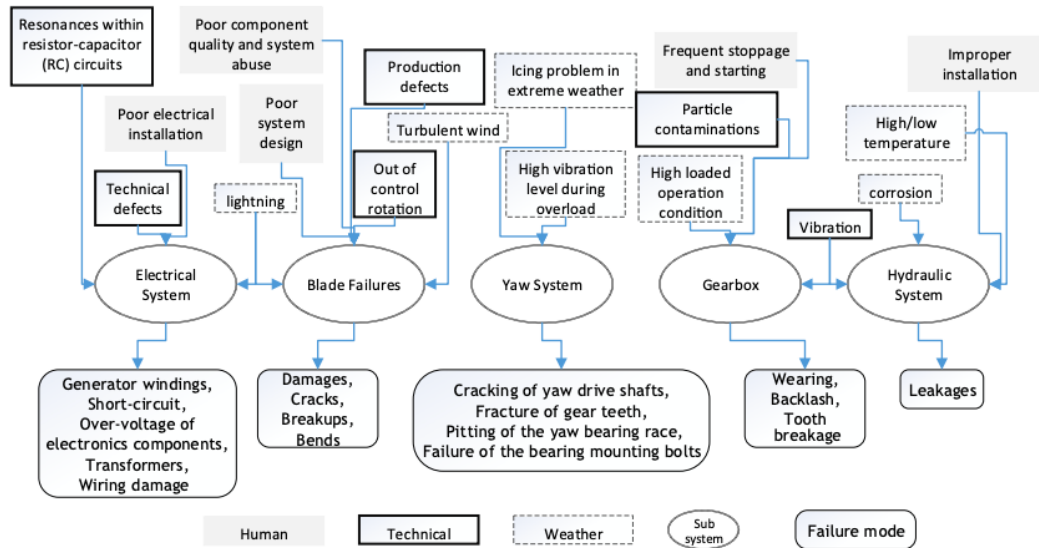 Resonances within
resistor-capacitor
(RC) circuits
Poor component
quality and system
abuse
Production
defects
Icing problem in
extreme weather
Frequent stoppage
and starting
Improper
installation
Poor electrical
installation
Poor
system
design
Turbulent wind
Particle
contaminations
High/low
temperature
Technical
defects
lightning
Out of
control
rotation
High vibration
level during
overload
High loaded
operation
condition
Vibration
corrosion
Electrical
System
Blade Failures
Yaw System
Gearbox
Hydraulic
System
Generator windings,
Short-circuit,
Over-voltage of
electronics components,
Transformers,
Wiring damage
Damages,
Cracks,
Breakups,
Bends
Cracking of yaw drive shafts,
Fracture of gear teeth,
Pitting of the yaw bearing race,
Failure of the bearing mounting bolts
Wearing,
Backlash,
Tooth
breakage
Leakages
Human
Technical
Weather
Sub
system
Failure mode